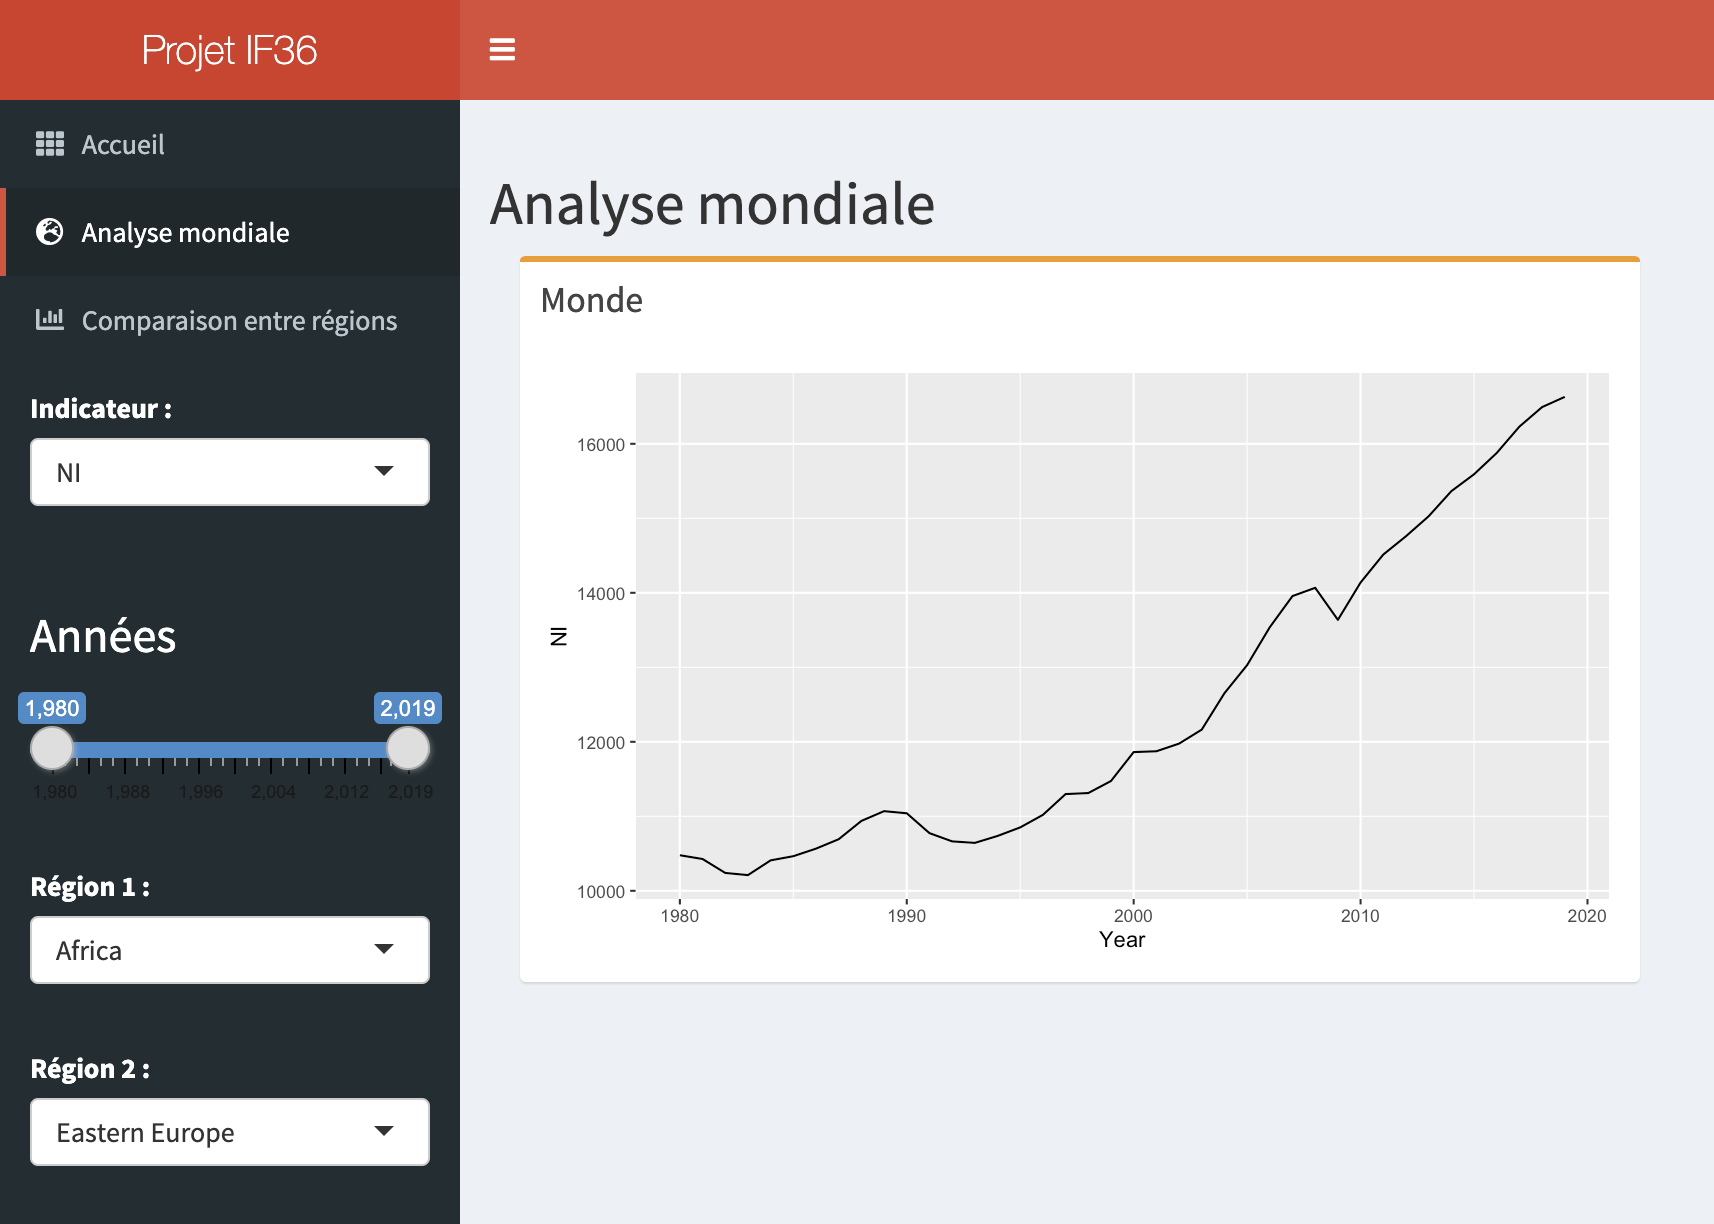 Projet IF36
Accueil
Analyse mondiale
Comparaison entre régions
Indicateur :
NI
Années
1,980
2,019
1,980 1,988 1,996 2,004 2,012 2,019
Région 1 :
Africa
Région 2 :
Eastern Europe
Analyse mondiale
Monde
16000
14000
12000
10000
NI
1980 1990 2000 2010 2020
Year